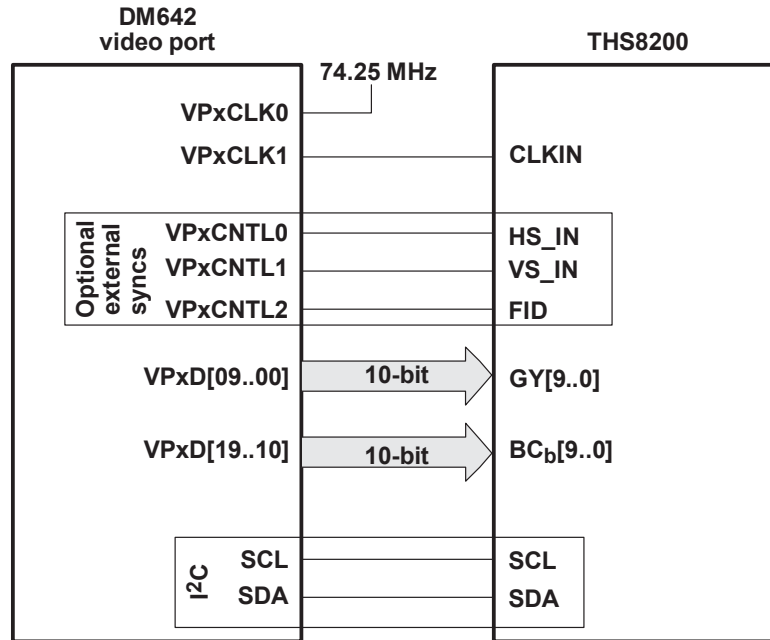 DM642
video port
THS8200
74.25 MHz
VPxCLK0
VPxCLK1
CLKIN
Optional
external
syncs
VPxCNTL0
HS_IN
VPxCNTL1
VS_IN
VPxCNTL2
FID
VPxD[09..00]
10-bit
GY[9..0]
VPxD[19..10]
10-bit
BCb[9..0]
I2C
SCL
SCL
SDA
SDA